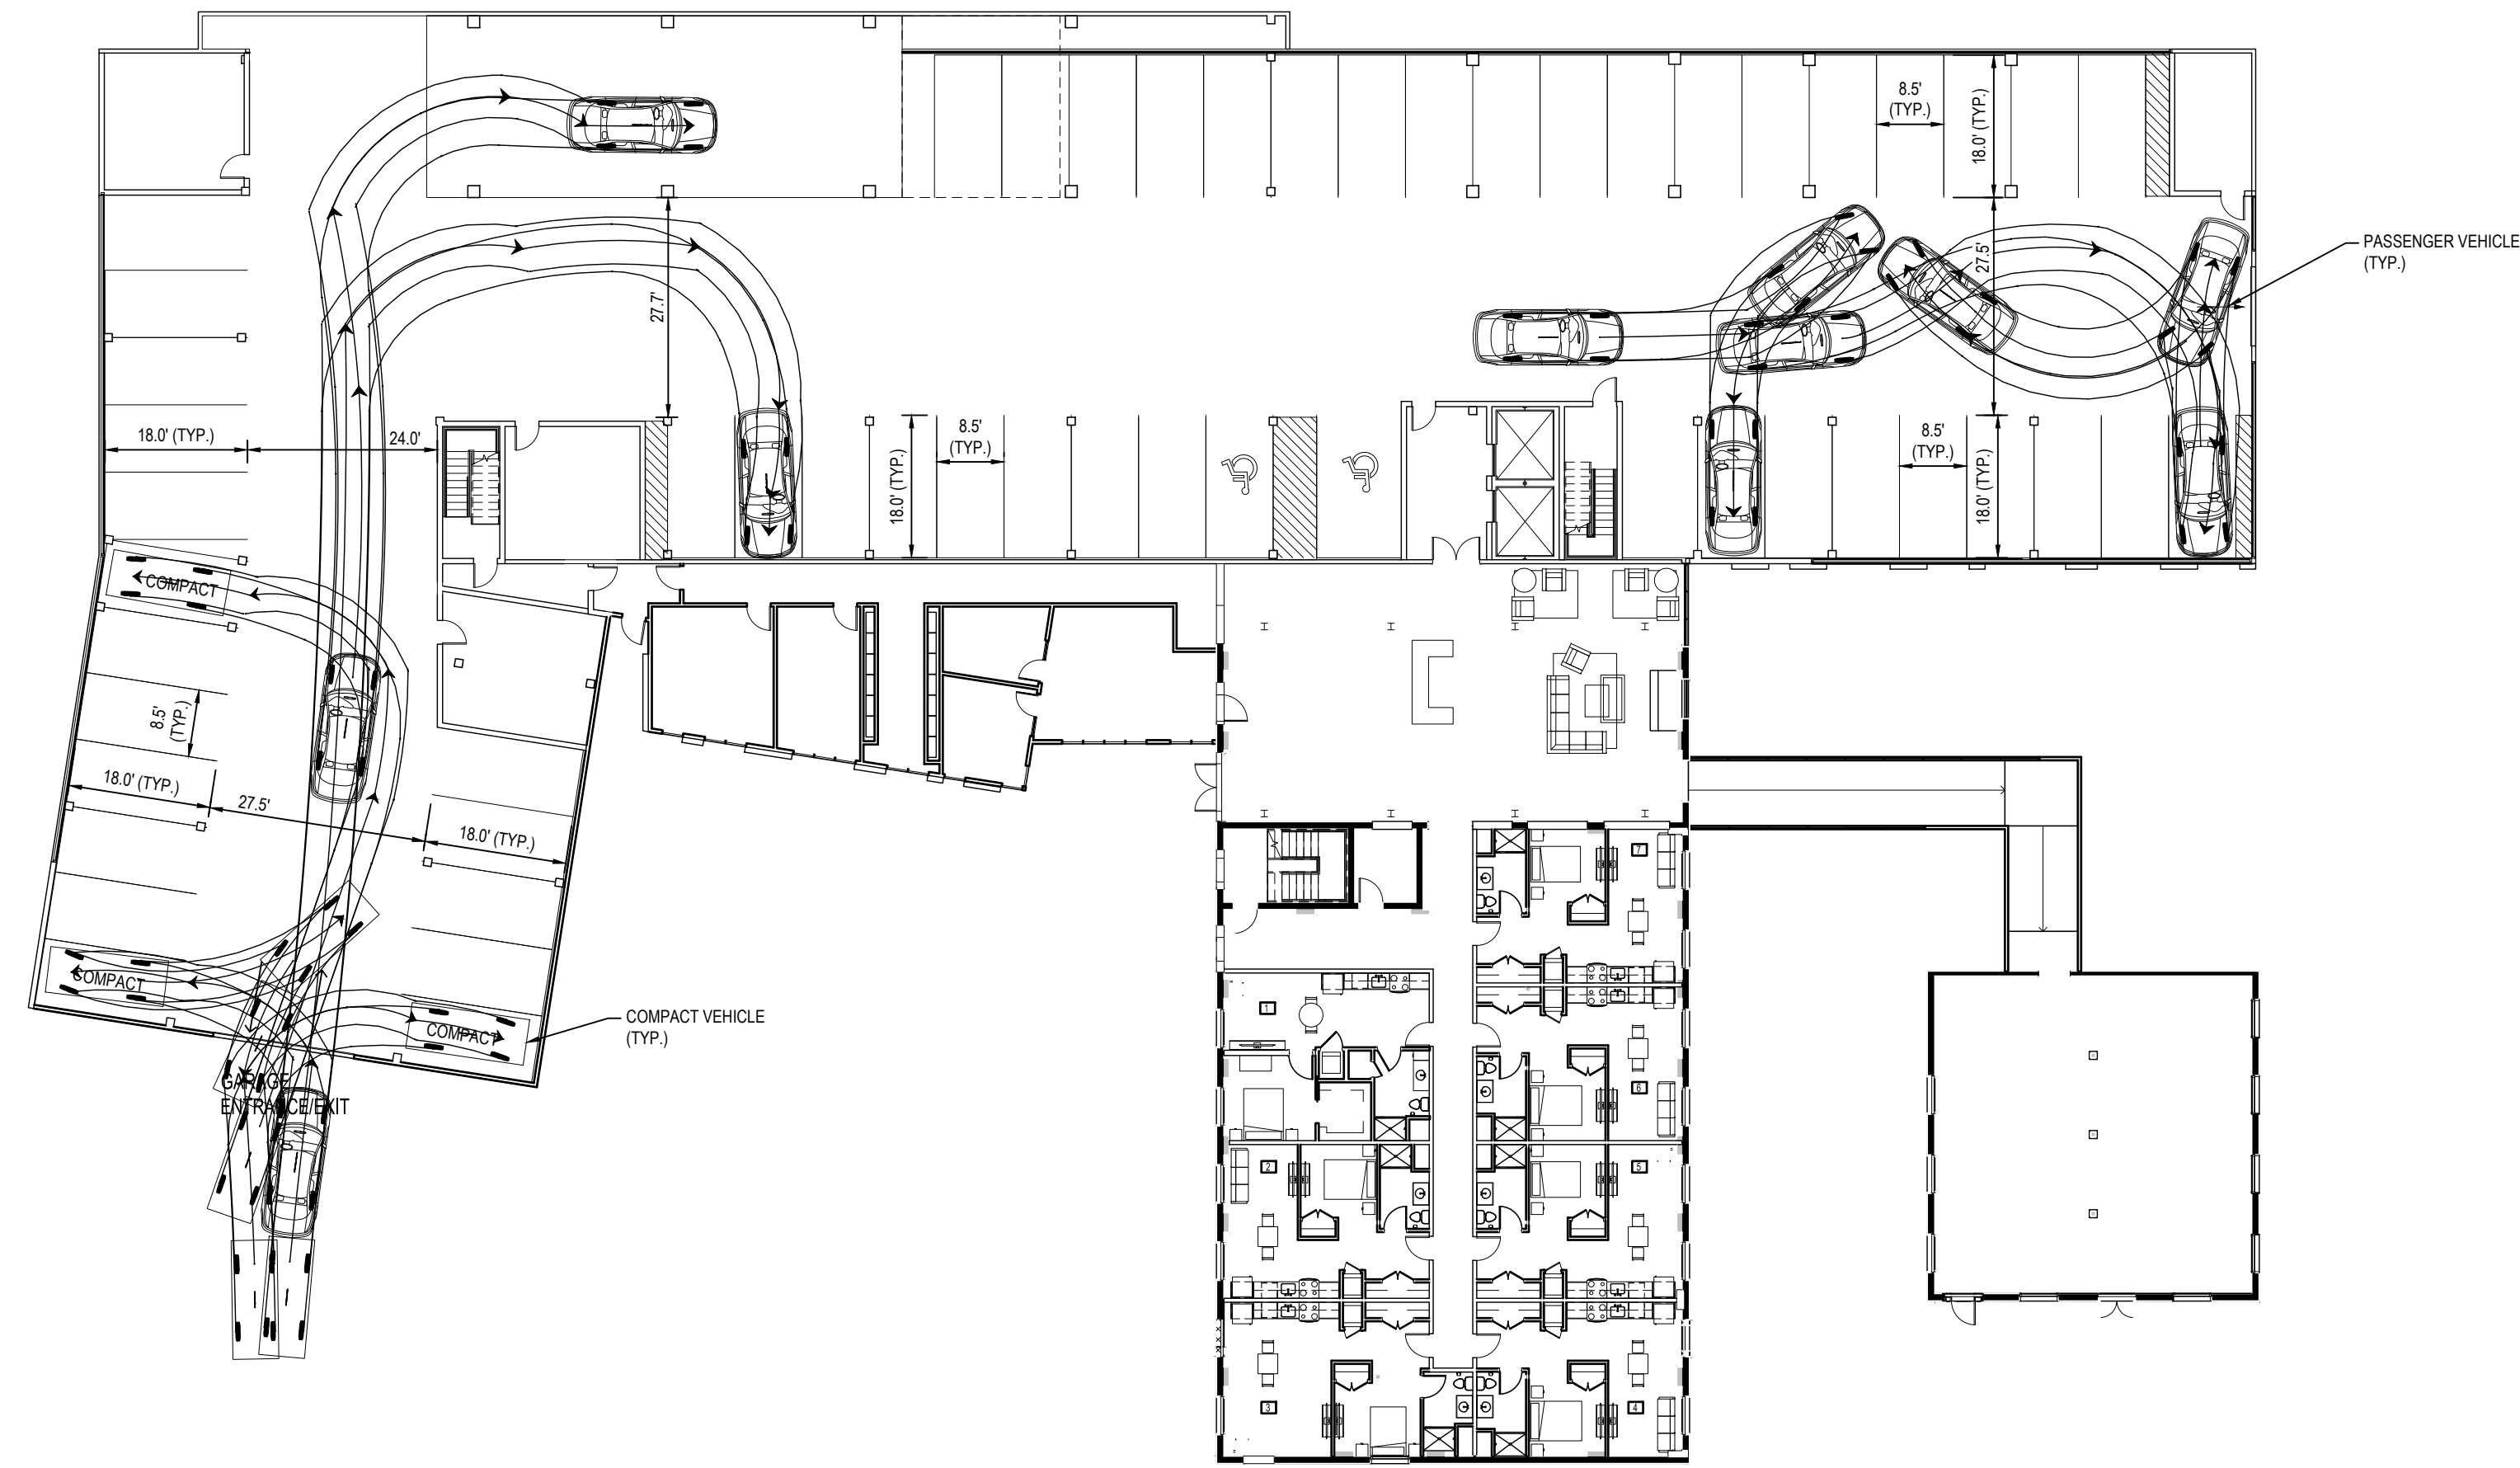 8.5'
(TYP.)
18.0' (TYP.)
27.5'
PASSENGER VEHICLE
(TYP.)
27.7'
18.0' (TYP.)
24.0'
8.5'
(TYP.)
18.0' (TYP.)
8.5'
(TYP.)
18.0' (TYP.)
COMPACT
8.5'
(TYP.)
18.0' (TYP.)
27.5'
18.0' (TYP.)
COMPACT
COMPACT
COMPACT VEHICLE
(TYP.)
GARAGE
ENTRANCE/EXIT
7
1
6
2
5
3
4